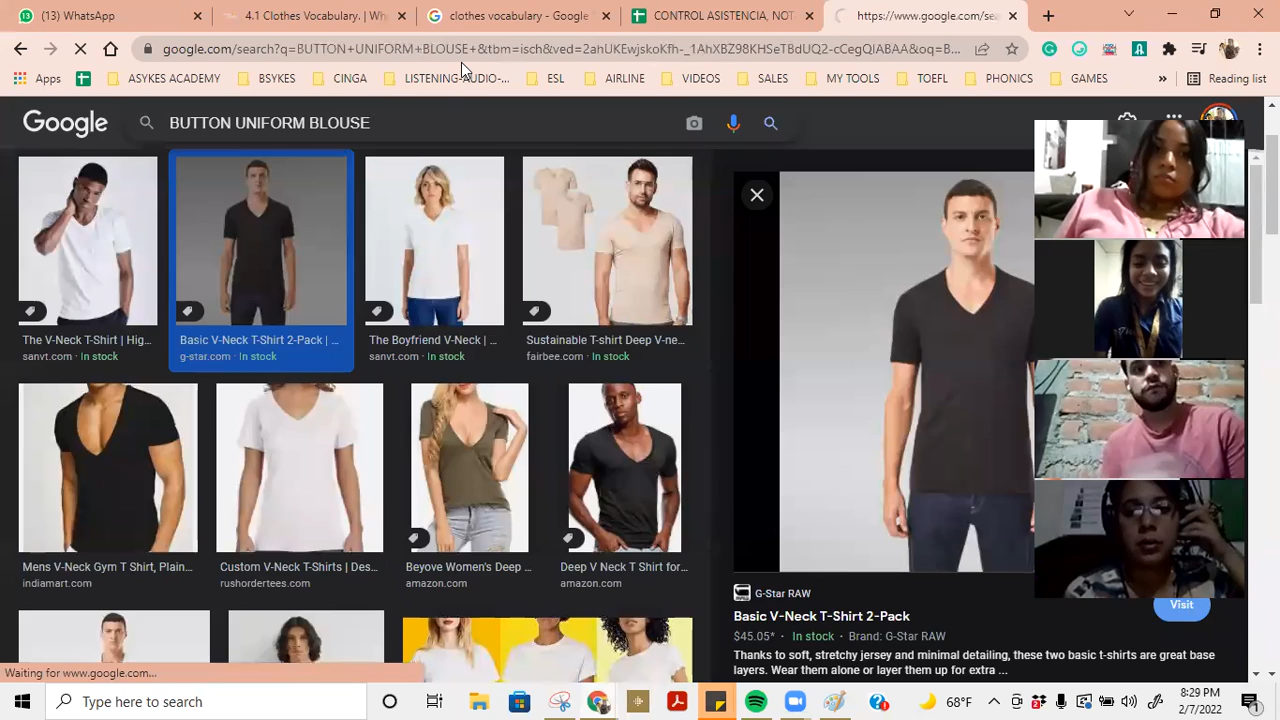 (13) WhatsApp
4.1 Clothes Vocabulary. | Wh
clothes vocabulary - Google
CONTROL ASISTENCIA, NOT
https://www.google.com/sea
google.com/search?q=BUTTON+UNIFORM+BLOUSE+&tbm=isch&ved=2ahUKEwjskoKfh-_1AhXBZ98KHSeTBdcQ2-cCegQIABAA&oq=B...
Apps
ASYKES ACADEMY
BSYKES
CINGA
LISTENING AUDIO-...
ESL
AIRLINE
VIDEOS
SALES
MY TOOLS
TOEFL
PHONICS
GAMES
»
Reading list
Google
BUTTON UNIFORM BLOUSE
The V-Neck T-Shirt | Hig...
sanvt.com · In stock
Basic V-Neck T-Shirt 2-Pack | ...
g-star.com · In stock
The Boyfriend V-Neck | ...
sanvt.com · In stock
Sustainable T-shirt Deep V-ne...
fairbee.com · In stock
Mens V-Neck Gym T Shirt, Plain...
indiamart.com
Custom V-Neck T-Shirts | Des...
rushordertees.com
Beyove Women's Deep ...
amazon.com
Deep V Neck T Shirt for...
amazon.com
G-Star RAW
Visit
Basic V-Neck T-Shirt 2-Pack
$45.05* · In stock · Brand: G-Star RAW
Thanks to soft, stretchy jersey and minimal detailing, these two basic t-shirts are great base
layers. Wear them alone or layer them up for extra ...
Waiting for www.google.com...
Type here to search
68°F
8:29 PM
2/7/2022